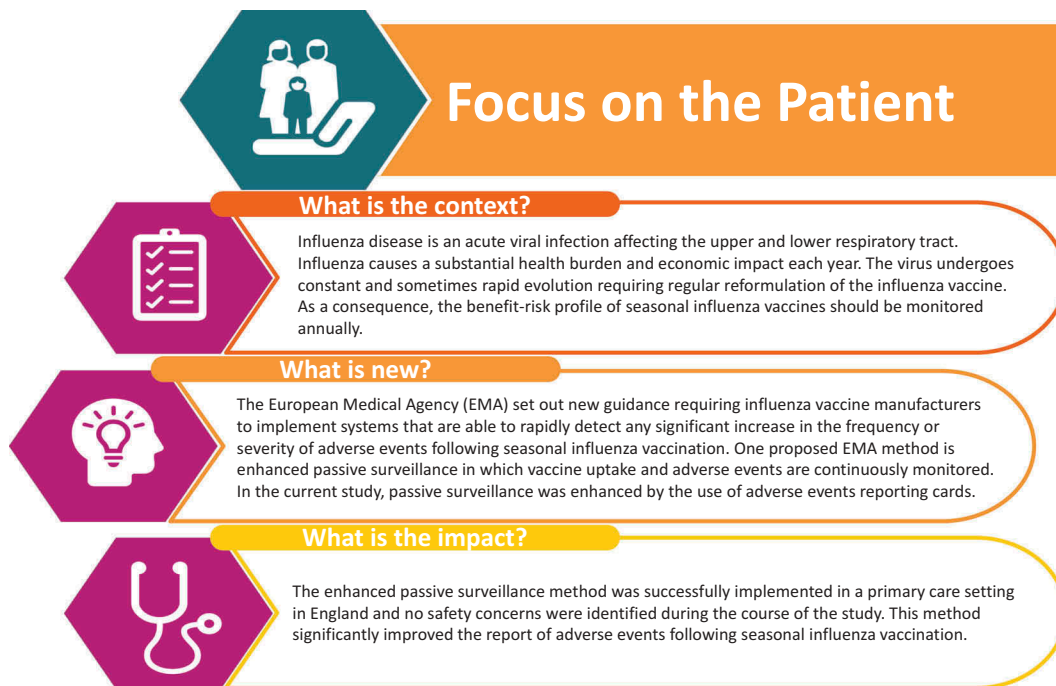 Focus on the Patient
What is the context?
Influenza disease is an acute viral infection affecting the upper and lower respiratory tract.
Influenza causes a substantial health burden and economic impact each year. The virus undergoes
constant and sometimes rapid evolution requiring regular reformulation of the influenza vaccine.
As a consequence, the benefit-risk profile of seasonal influenza vaccines should be monitored
annually.
What is new?
The European Medical Agency (EMA) set out new guidance requiring influenza vaccine manufacturers
to implement systems that are able to rapidly detect any significant increase in the frequency or
severity of adverse events following seasonal influenza vaccination. One proposed EMA method is
enhanced passive surveillance in which vaccine uptake and adverse events are continuously monitored.
In the current study, passive surveillance was enhanced by the use of adverse events reporting cards.
What is the impact?
The enhanced passive surveillance method was successfully implemented in a primary care setting
in England and no safety concerns were identified during the course of the study. This method
significantly improved the report of adverse events following seasonal influenza vaccination.